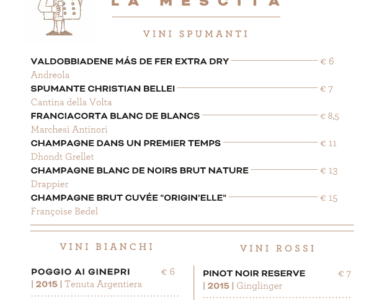 LA MESCITA
VINI SPUMANTI
VALDOBBIADENE MÁS DE FER EXTRA DRY € 6
Andreola
SPUMANTE CHRISTIAN BELLEI € 7
Cantina della Volta
FRANCIACORTA BLANC DE BLANCS € 8,5
Marchesi Antinori
CHAMPAGNE DANS UN PREMIER TEMPS € 11
Dhondt Grellet
CHAMPAGNE BLANC DE NOIRS BRUT NATURE € 13
Drappier
CHAMPAGNE BRUT CUVÉE "ORIGIN'ELLE" € 15
Françoise Bedel
VINI BIANCHI
POGGIO AI GINEPRI € 6
| 2015 | Tenuta Argentiera
VINI ROSSI
PINOT NOIR RESERVE € 7
| 2015 | Ginglinger